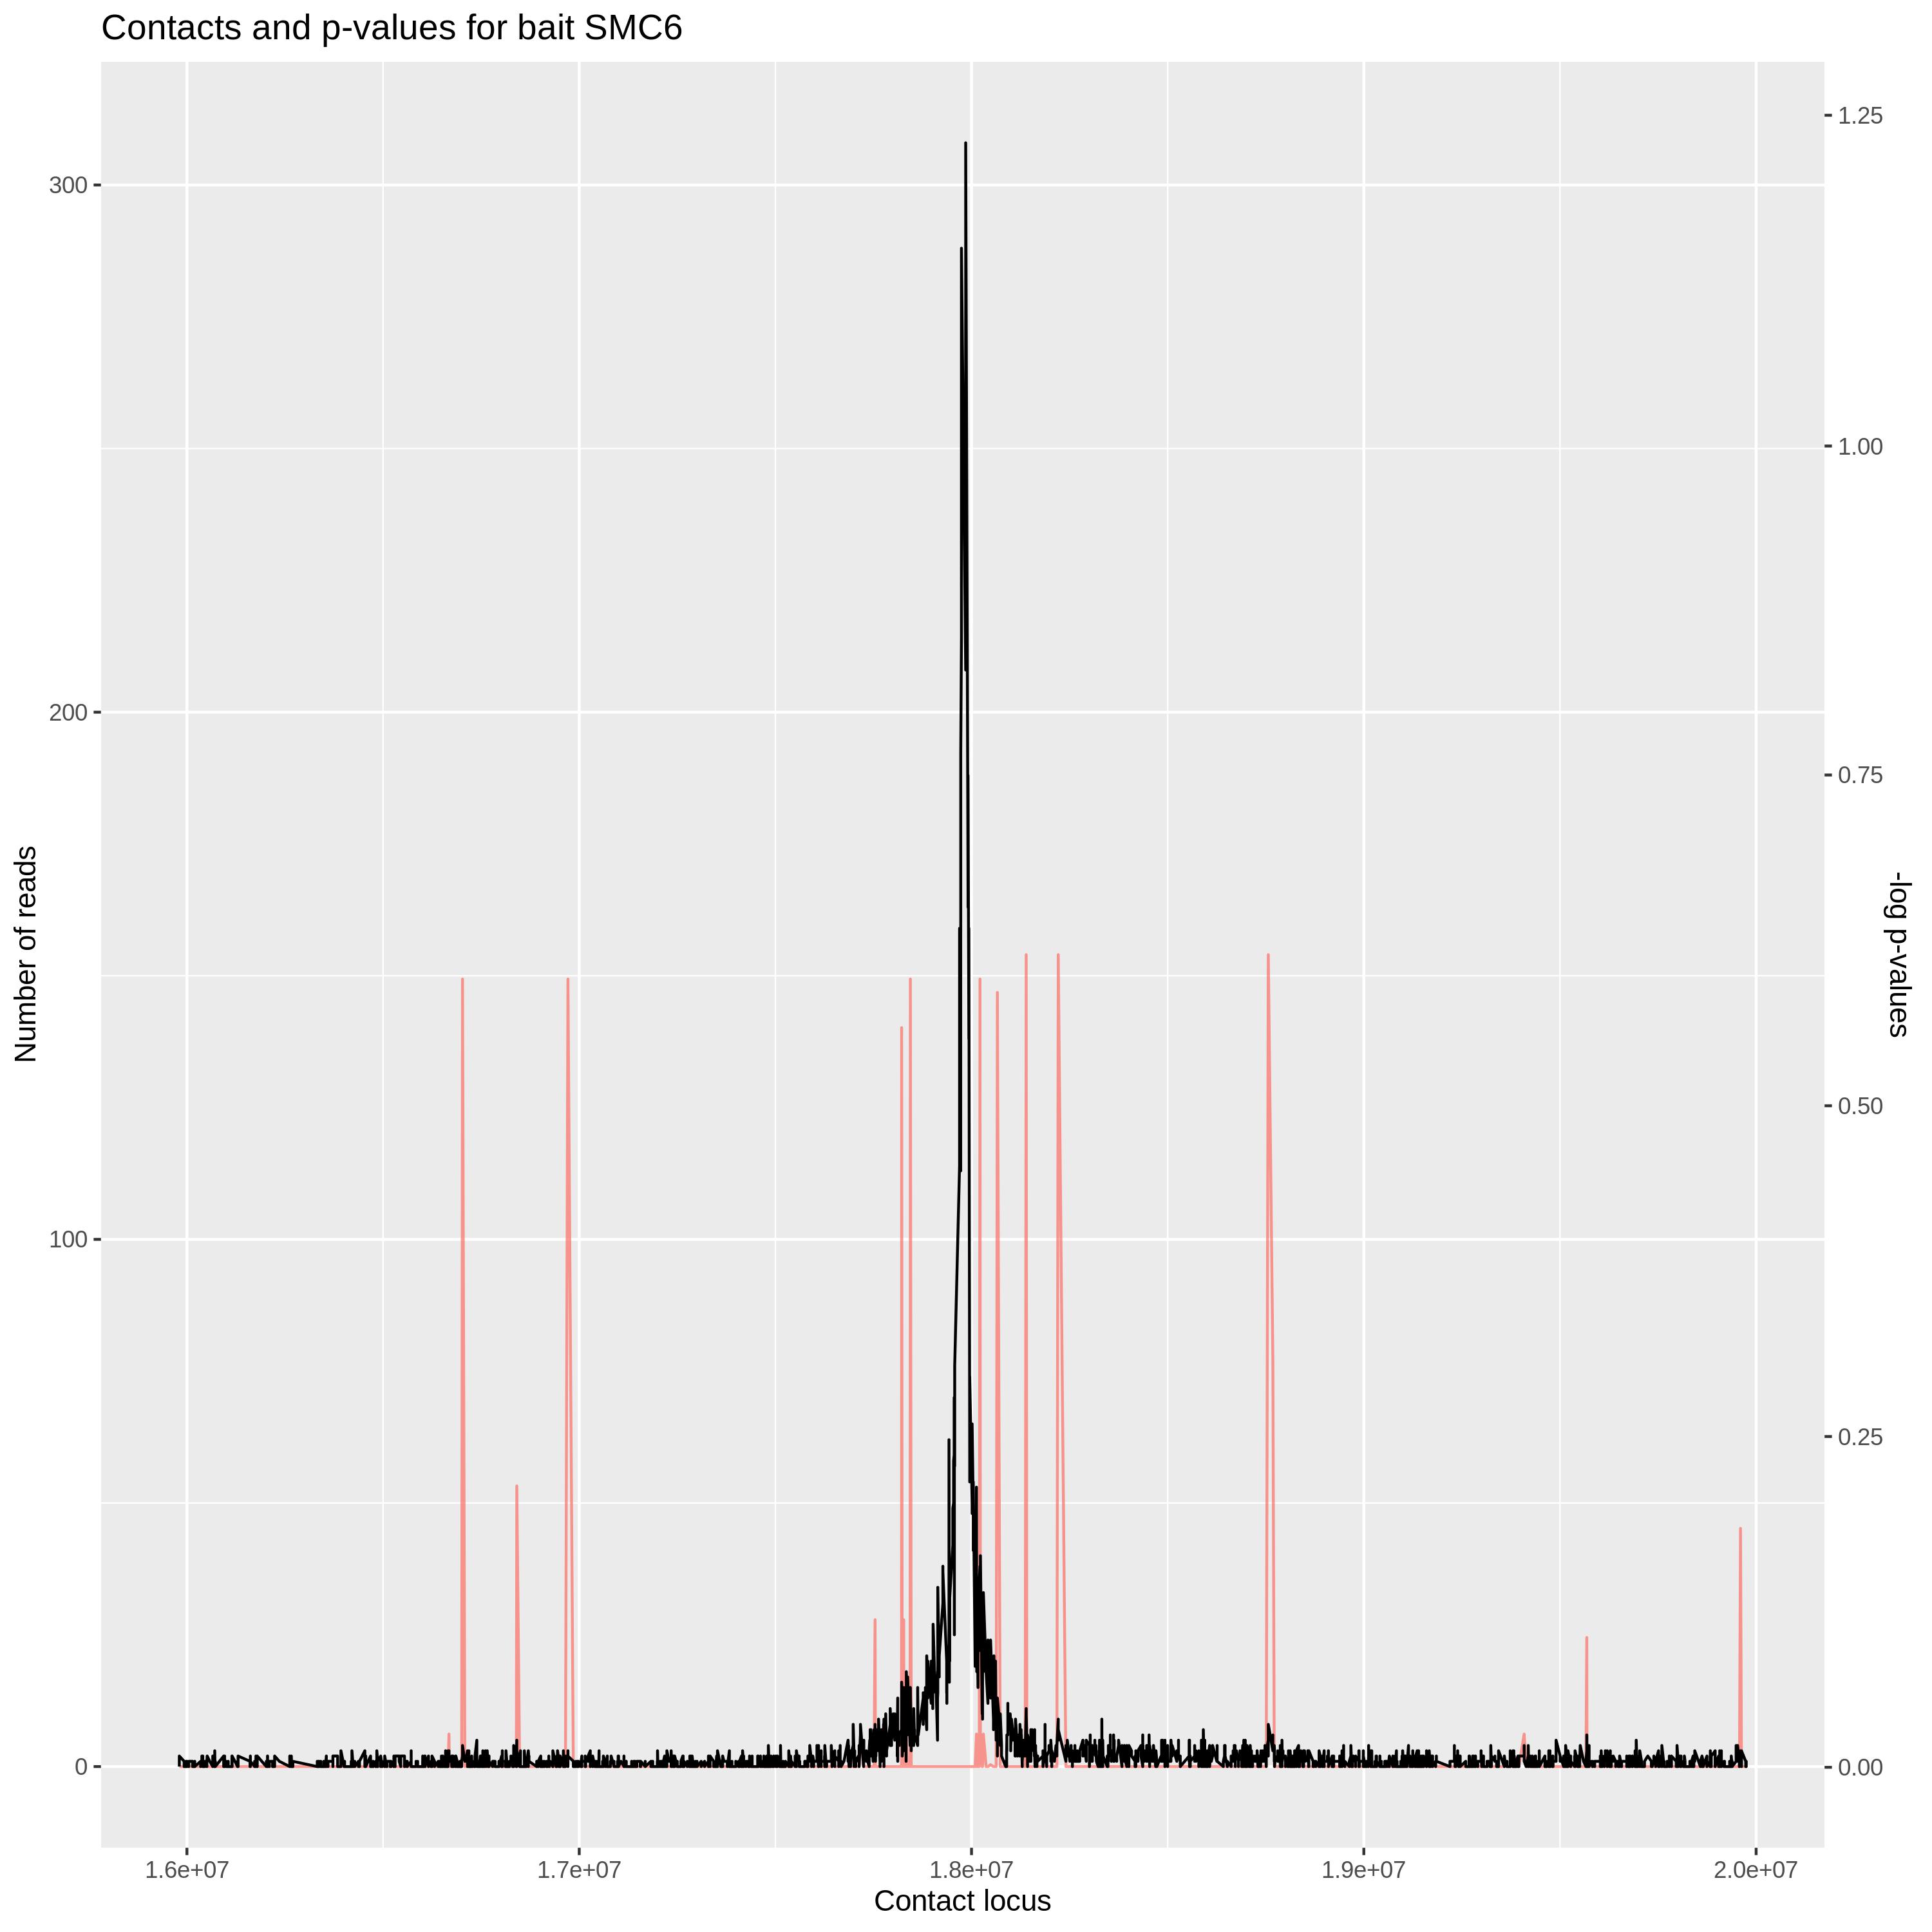 Contacts and p-values for bait SMC6
300
200
100
0
Number of reads
1.25
1.00
0.75
0.50
0.25
0.00
-log p-values
1.6e+07
1.7e+07
1.8e+07
1.9e+07
2.0e+07
Contact locus